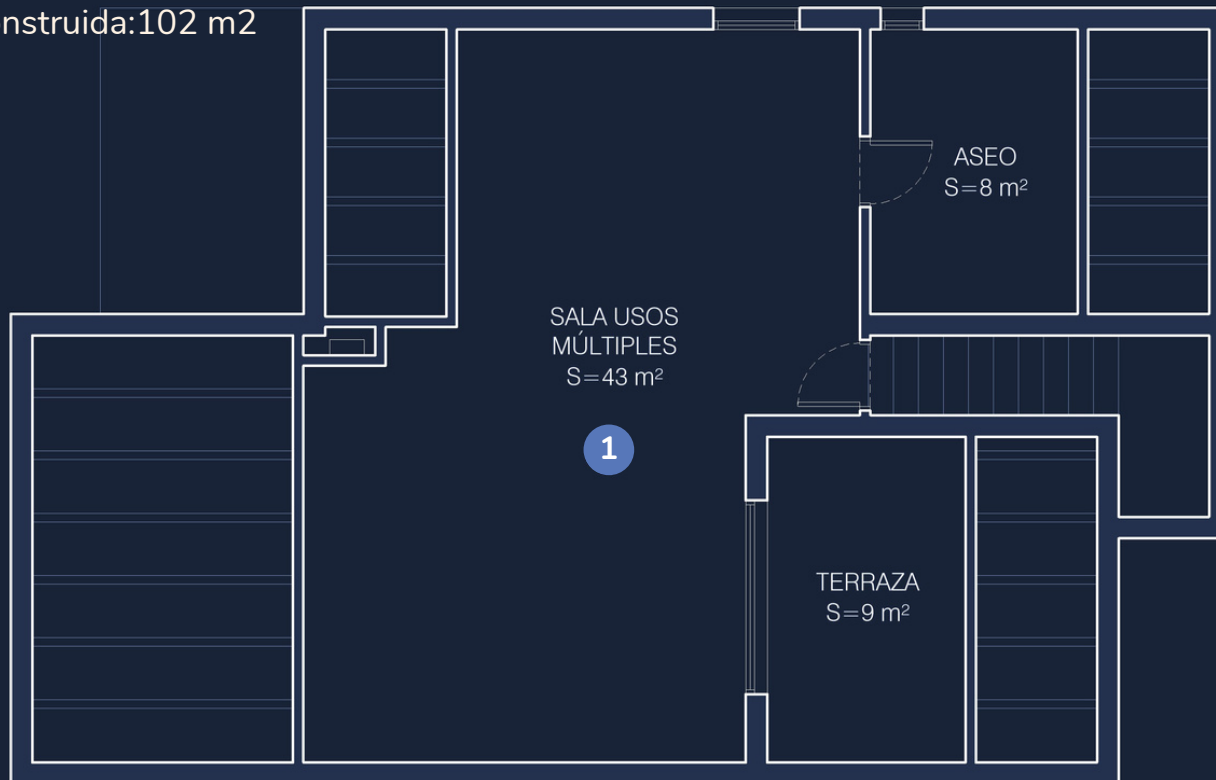 nstruida:102 m2
ASEO
S=8 m²
SALA USOS
MÚLTIPLES
S=43 m²
1
TERRAZA
S=9 m²